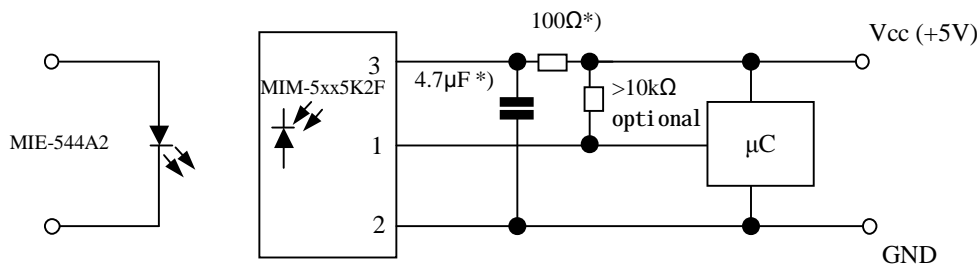 100Ω*)
Vcc (+5V)
3
4.7µF *)
MIM-5xx5K2F
>10kΩ
optional
MIE-544A2
1
µC
2
GND